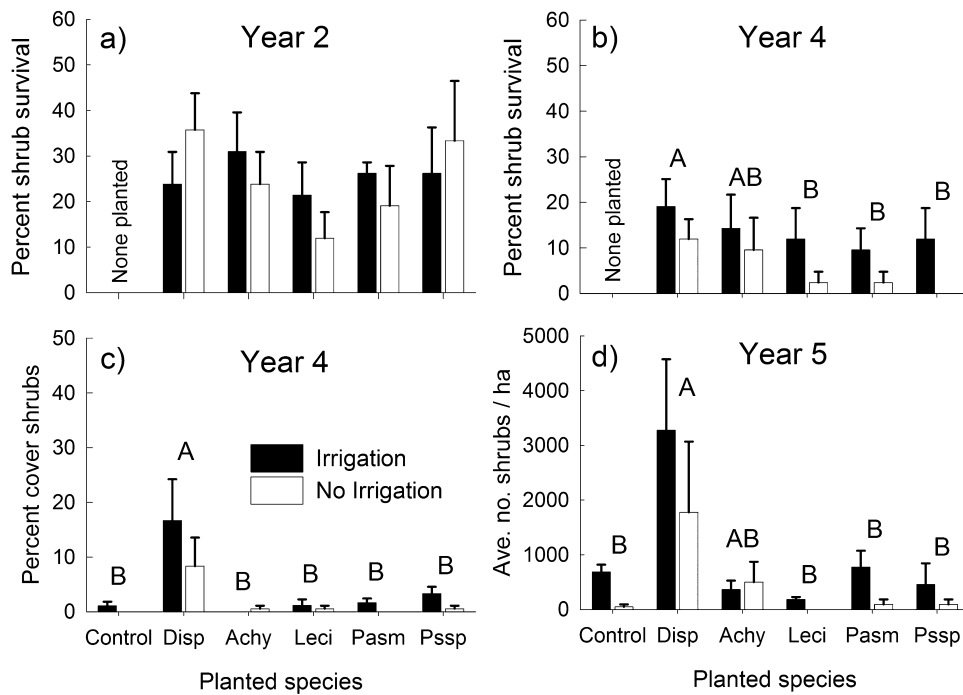 a)
Year 2
Percent shrub survival
60
50
40
30
20
10
0
None planted
b)
Year 4
Percent shrub survival
60
50
40
30
20
10
0
None planted
A
AB
B
B
B
c)
Year 4
Percent cover shrubs
50
40
30
20
10
0
B
A
B
B
B
B
Irrigation
No Irrigation
Control Disp Achy Leci Pasm Pssp
Planted species
d)
Year 5
Ave. no. shrubs / ha
5000
4000
3000
2000
1000
0
B
A
AB
B
B
B
Control Disp Achy Leci Pasm Pssp
Planted species